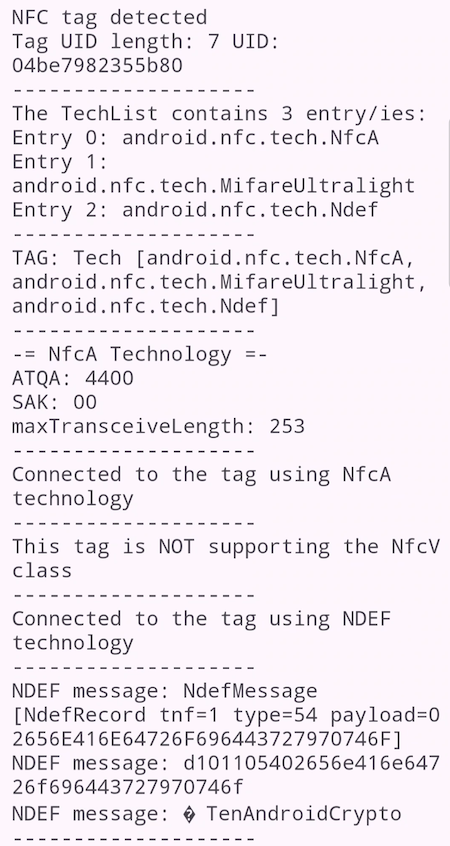 NFC tag detected
Tag UID length: 7 UID:
04be7982355b80
--------------------
The TechList contains 3 entry/ies:
Entry 0: android.nfc.tech.NfcA
Entry 1:
android.nfc.tech.MifareUltralight
Entry 2: android.nfc.tech.Ndef
--------------------
TAG: Tech [android.nfc.tech.NfcA,
android.nfc.tech.MifareUltralight,
android.nfc.tech.Ndef]
--------------------
-= NfcA Technology =-
ATQA: 4400
SAK: 00
maxTransceiveLength: 253
--------------------
Connected to the tag using NfcA
technology
--------------------
This tag is NOT supporting the NfcV
class
--------------------
Connected to the tag using NDEF
technology
--------------------
NDEF message: NdefMessage
[NdefRecord tnf=1 type=54 payload=0
2656E416E64726F696443727970746F]
NDEF message: d101105402656e416e647
26f696443727970746f
NDEF message: � TenAndroidCrypto
--------------------